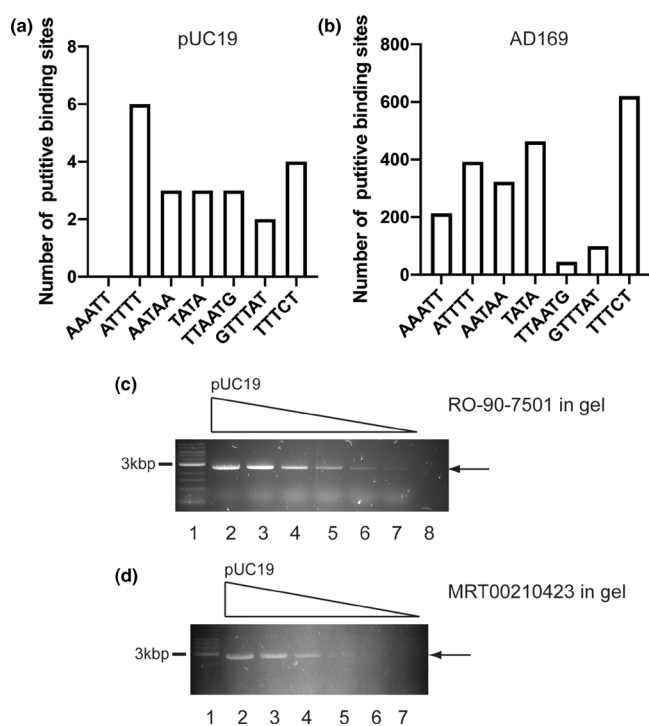 (a)
pUC19
Number of putitive binding sites
8
6
4
2
0
AAATT
ATTTT
AATAA
TATA
TTAATG
GTTTAT
TTTCT
(b)
AD169
Number of putitive binding sites
800
600
400
200
0
AAATT
ATTTT
AATAA
TATA
TTAATG
GTTTAT
TTTCT
(c)
pUC19
RO-90-7501 in gel
3kbp
1 2 3 4 5 6 7 8
(d)
pUC19
MRT00210423 in gel
3kbp
1 2 3 4 5 6 7